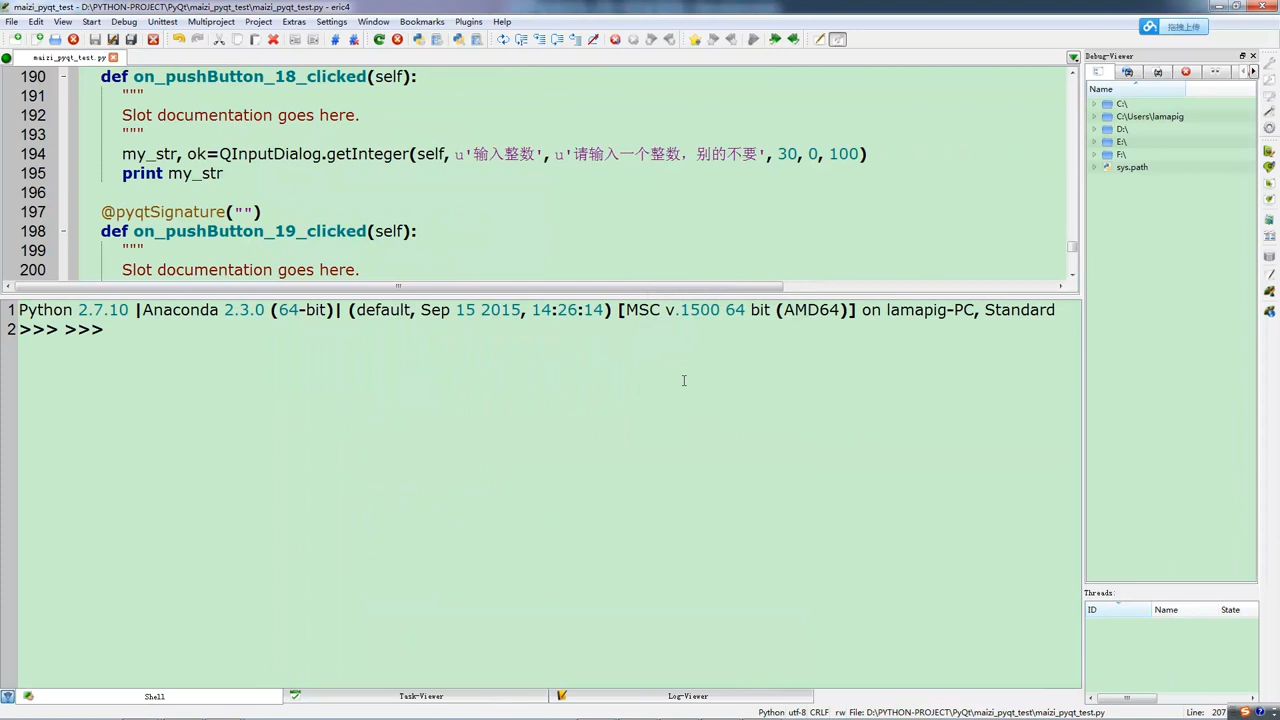 maizi_pyqt_test - D:\PYTHON-PROJECT\PyQt\maizi_pyqt_test\maizi_pyqt_test.py - eric4
File Edit View Start Debug Unittest Multiproject Project Extras Settings Window Bookmarks Plugins Help
拖拽上传
maizi_pyqt_test.py
190 def on_pushButton_18_clicked(self):
191 """
192 Slot documentation goes here.
193 """
194 my_str, ok=QInputDialog.getInteger(self, u'输入整数', u'请输入一个整数，别的不要', 30, 0, 100)
195 print my_str
196
197 @pyqtSignature("")
198 def on_pushButton_19_clicked(self):
199 """
200 Slot documentation goes here.
1 Python 2.7.10 |Anaconda 2.3.0 (64-bit)| (default, Sep 15 2015, 14:26:14) [MSC v.1500 64 bit (AMD64)] on lamapig-PC, Standard
2 >>> >>>
Debug-Viewer
Name
C:\
C:\Users\lamapig
D:\
E:\
F:\
sys.path
Threads:
ID Name State
Shell Task-Viewer Log-Viewer
Python utf-8 CRLF rw File: D:\PYTHON-PROJECT\PyQt\maizi_pyqt_test\maizi_pyqt_test.py Line: 207